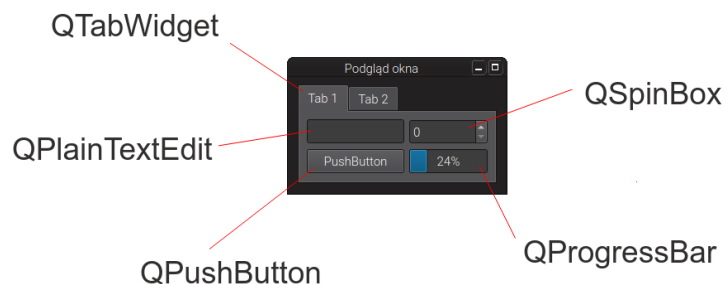 QTabWidget
Podgląd okna
Tab 1 Tab 2
QSpinBox
0
QPlainTextEdit
PushButton 24%
QProgressBar
QPushButton